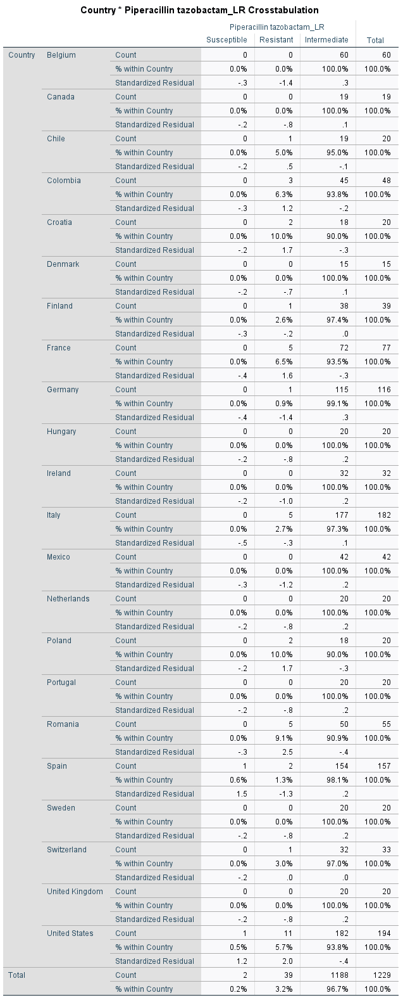 Country * Piperacillin tazobactam_LR Crosstabulation
Piperacillin tazobactam_LR
Susceptible Resistant Intermediate Total
Country Belgium Count 0 0 60 60
% within Country 0.0% 0.0% 100.0% 100.0%
Standardized Residual -.3 -1.4 .3
Canada Count 0 0 19 19
% within Country 0.0% 0.0% 100.0% 100.0%
Standardized Residual -.2 -.8 .1
Chile Count 0 1 19 20
% within Country 0.0% 5.0% 95.0% 100.0%
Standardized Residual -.2 .5 -.1
Colombia Count 0 3 45 48
% within Country 0.0% 6.3% 93.8% 100.0%
Standardized Residual -.3 1.2 -.2
Croatia Count 0 2 18 20
% within Country 0.0% 10.0% 90.0% 100.0%
Standardized Residual -.2 1.7 -.3
Denmark Count 0 0 15 15
% within Country 0.0% 0.0% 100.0% 100.0%
Standardized Residual -.2 -.7 .1
Finland Count 0 1 38 39
% within Country 0.0% 2.6% 97.4% 100.0%
Standardized Residual -.3 -.2 .0
France Count 0 5 72 77
% within Country 0.0% 6.5% 93.5% 100.0%
Standardized Residual -.4 1.6 -.3
Germany Count 0 1 115 116
% within Country 0.0% 0.9% 99.1% 100.0%
Standardized Residual -.4 -1.4 .3
Hungary Count 0 0 20 20
% within Country 0.0% 0.0% 100.0% 100.0%
Standardized Residual -.2 -.8 .2
Ireland Count 0 0 32 32
% within Country 0.0% 0.0% 100.0% 100.0%
Standardized Residual -.2 -1.0 .2
Italy Count 0 5 177 182
% within Country 0.0% 2.7% 97.3% 100.0%
Standardized Residual -.5 -.3 .1
Mexico Count 0 0 42 42
% within Country 0.0% 0.0% 100.0% 100.0%
Standardized Residual -.3 -1.2 .2
Netherlands Count 0 0 20 20
% within Country 0.0% 0.0% 100.0% 100.0%
Standardized Residual -.2 -.8 .2
Poland Count 0 2 18 20
% within Country 0.0% 10.0% 90.0% 100.0%
Standardized Residual -.2 1.7 -.3
Portugal Count 0 0 20 20
% within Country 0.0% 0.0% 100.0% 100.0%
Standardized Residual -.2 -.8 .2
Romania Count 0 5 50 55
% within Country 0.0% 9.1% 90.9% 100.0%
Standardized Residual -.3 2.5 -.4
Spain Count 1 2 154 157
% within Country 0.6% 1.3% 98.1% 100.0%
Standardized Residual 1.5 -1.3 .2
Sweden Count 0 0 20 20
% within Country 0.0% 0.0% 100.0% 100.0%
Standardized Residual -.2 -.8 .2
Switzerland Count 0 1 32 33
% within Country 0.0% 3.0% 97.0% 100.0%
Standardized Residual -.2 .0 .0
United Kingdom Count 0 0 20 20
% within Country 0.0% 0.0% 100.0% 100.0%
Standardized Residual -.2 -.8 .2
United States Count 1 11 182 194
% within Country 0.5% 5.7% 93.8% 100.0%
Standardized Residual 1.2 2.0 -.4
Total Count 2 39 1188 1229
% within Country 0.2% 3.2% 96.7% 100.0%